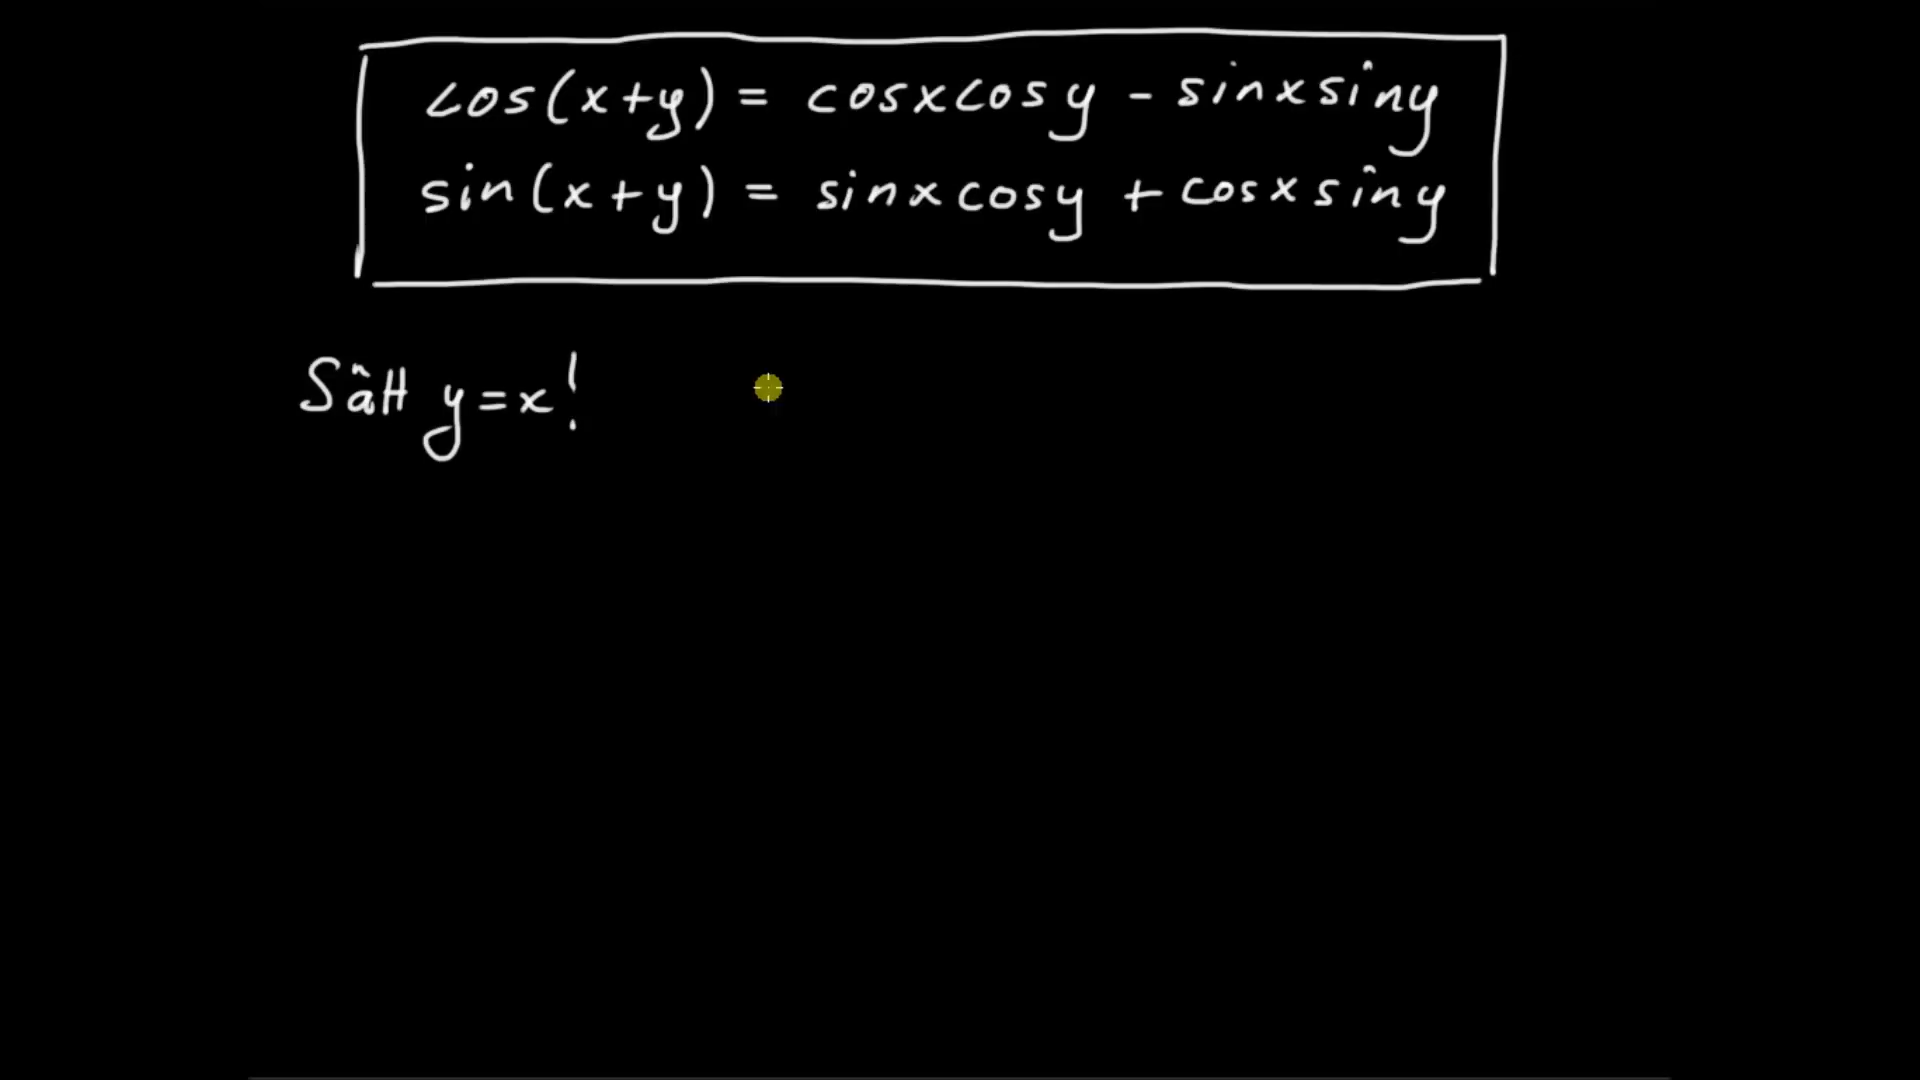 cos(x+y) = cosxcosy - sinxsiny
sin(x+y) = sinxcosy + cosxsiny
Sätt y=x!